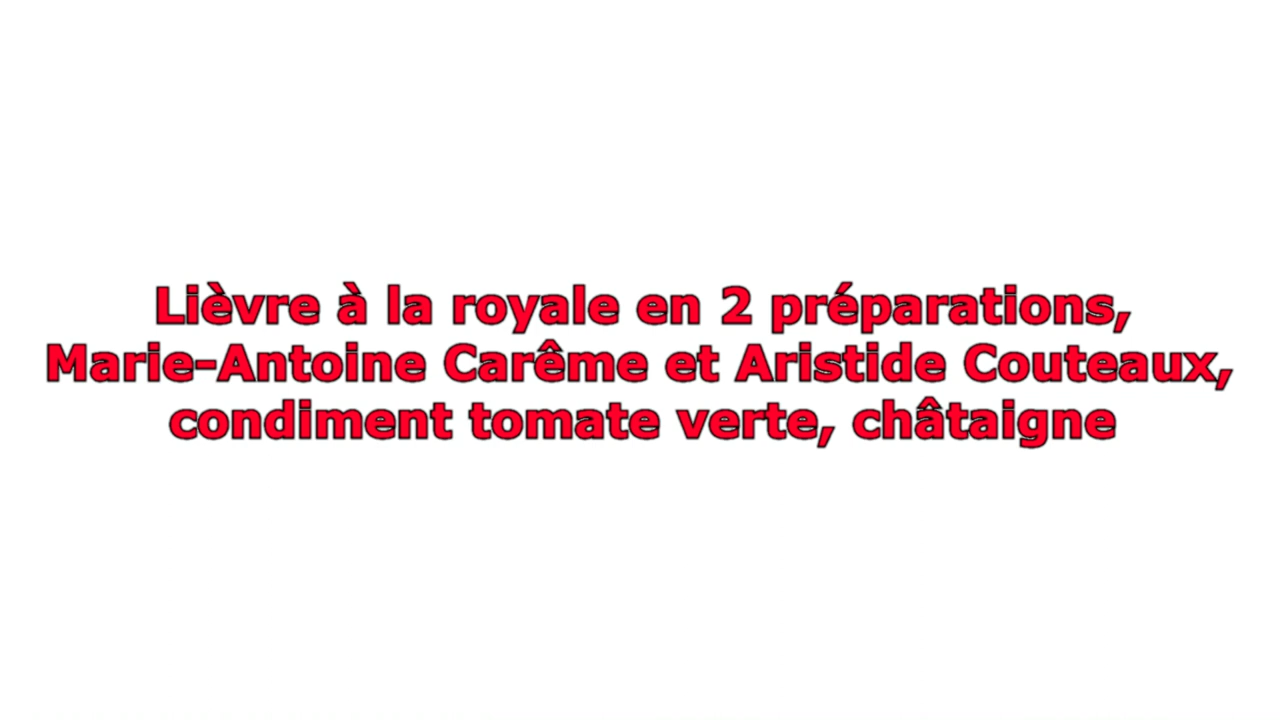 Lièvre à la royale en 2 préparations,
Marie-Antoine Carême et Aristide Couteaux,
condiment tomate verte, châtaigne